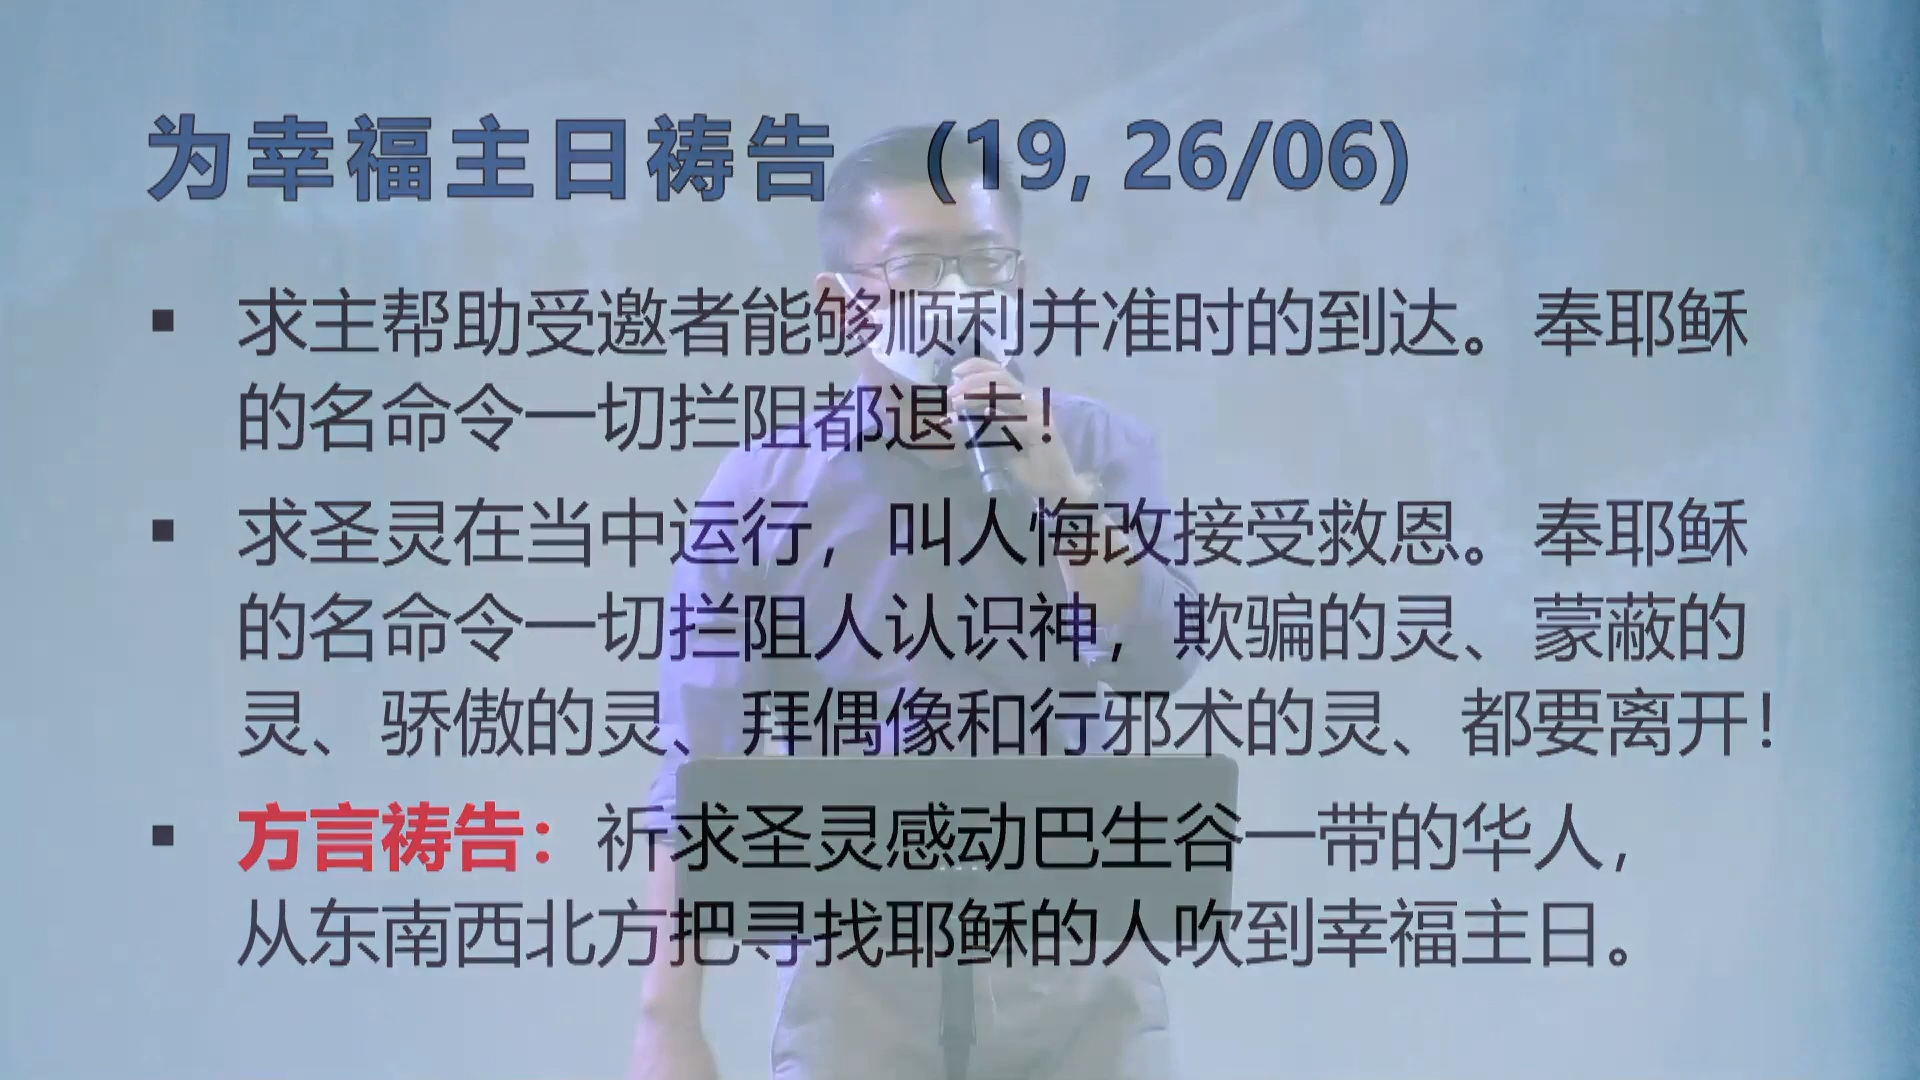 为幸福主日祷告 (19, 26/06)
▪ 求主帮助受邀者能够顺利并准时的到达。奉耶稣
的名命令一切拦阻都退去！
▪ 求圣灵在当中运行，叫人悔改接受救恩。奉耶稣
的名命令一切拦阻人认识神，欺骗的灵、蒙蔽的
灵、骄傲的灵、拜偶像和行邪术的灵、都要离开！
▪ 方言祷告：祈求圣灵感动巴生谷一带的华人，
从东南西北方把寻找耶稣的人吹到幸福主日。